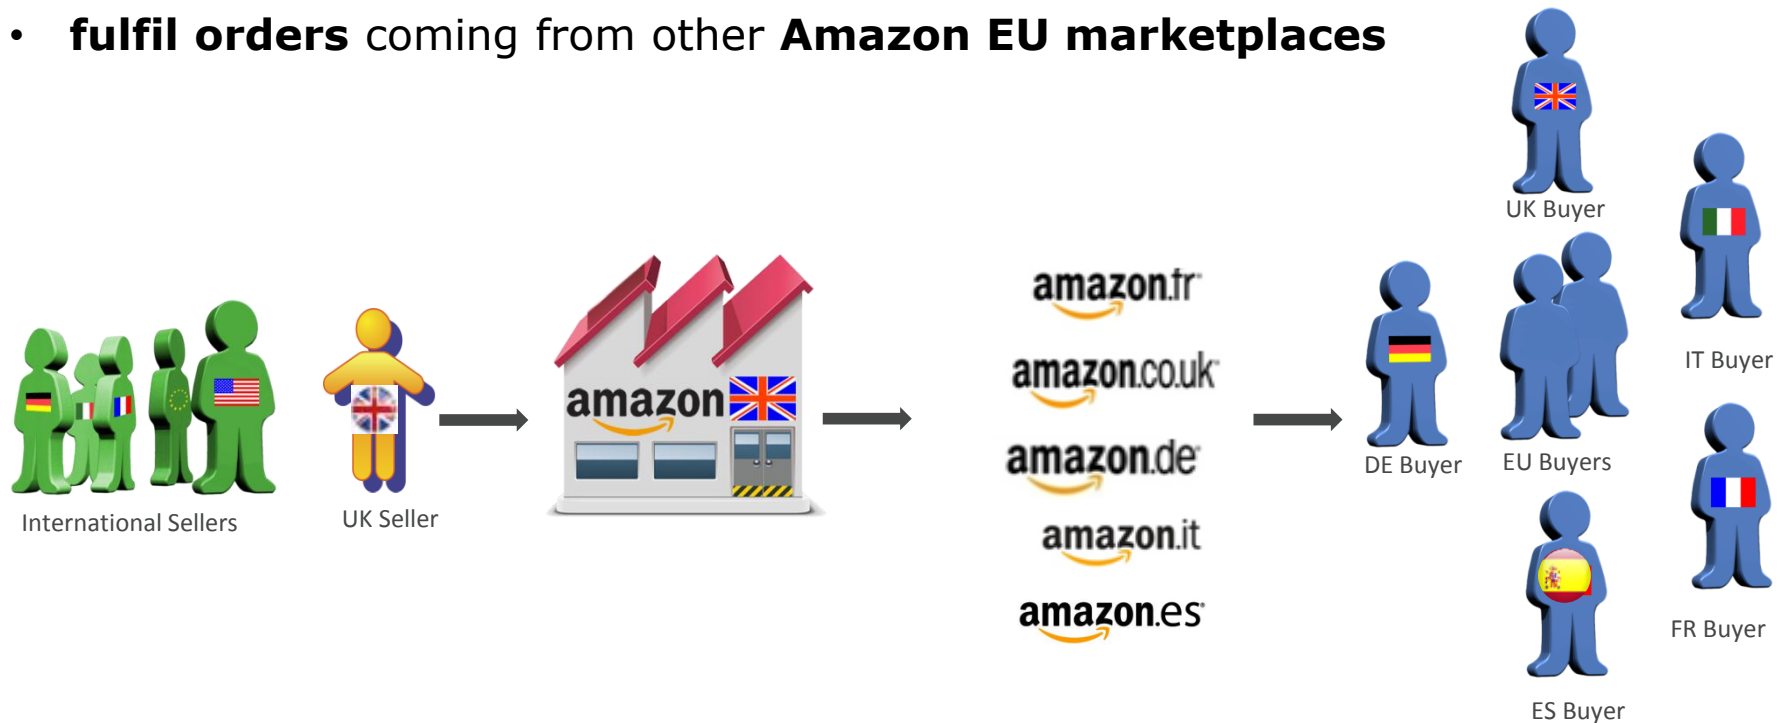 • fulfil orders coming from other Amazon EU marketplaces
International Sellers
UK Seller
amazon
amazon.fr
amazon.co.uk
amazon.de
amazon.it
amazon.es
UK Buyer
IT Buyer
DE Buyer
EU Buyers
FR Buyer
ES Buyer